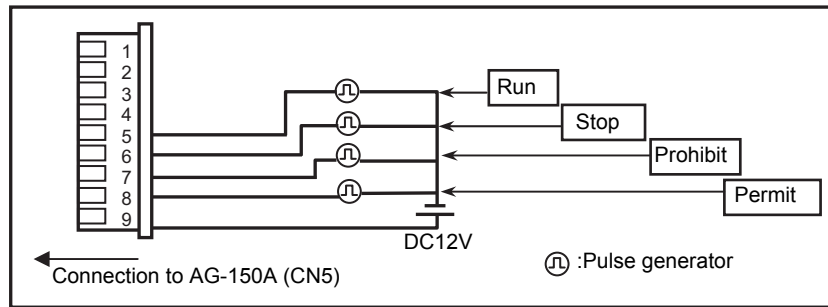 1
2
3
4
5
6
7
8
9
Run
Stop
Prohibit
Permit
DC12V
:Pulse generator
Connection to AG-150A (CN5)